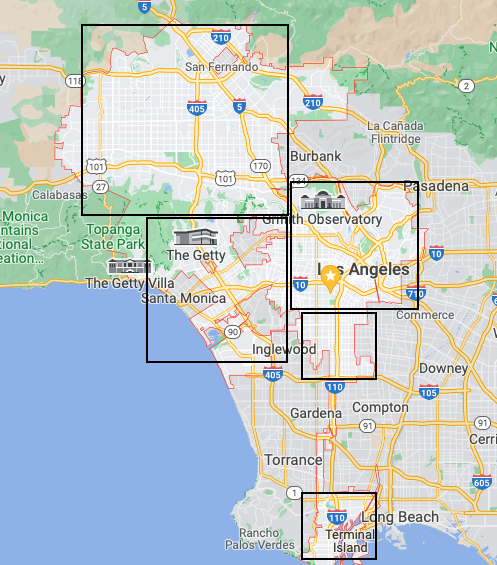 5
210
San Fernando
y
118
405
5
210
2
La Cañada
Flintridge
101
101
170
Burbank
27
134
Pasadena
Calabasas
Monica
ntains
tional
eation...
Topanga
State Park
Griffith Observatory
The Getty
10
The Getty Villa
Santa Monica
10
Los Angeles
710
Commerce
90
Inglewood
W
405
Downey
110
105
Gardena
Compton
91
91
Cerri
Torrance
605
1
110
Long Beach
Rancho
Palos Verdes
Terminal
Island